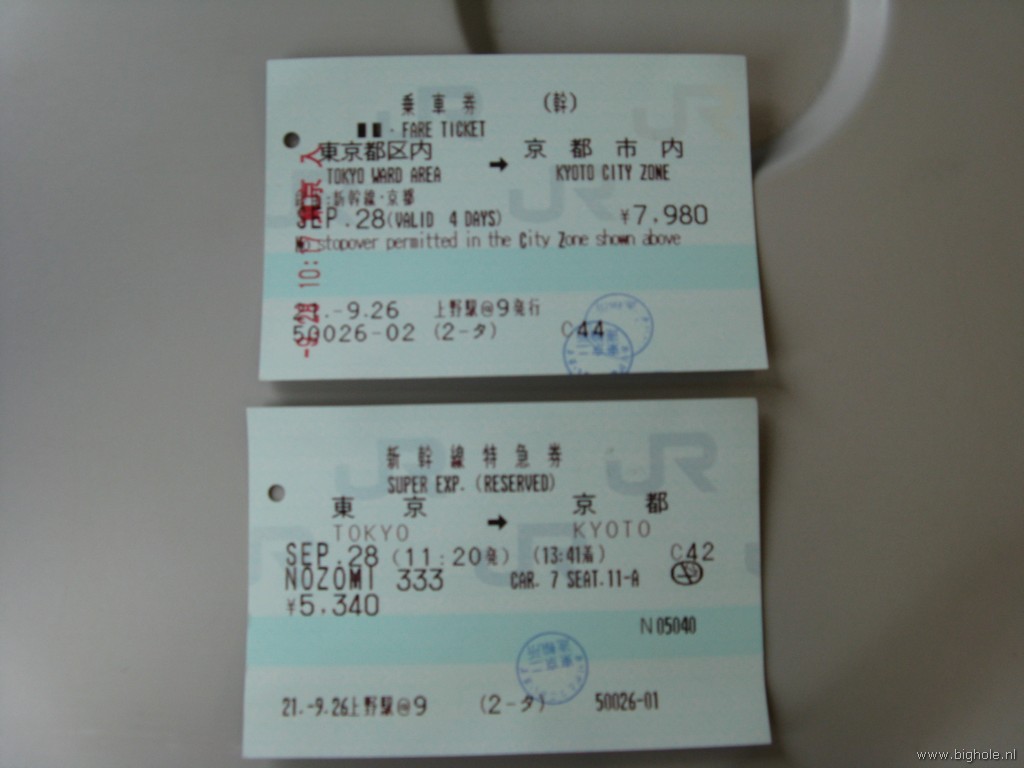 乗車券 (幹)
■■・FARE TICKET
東京都区内 → 京都市内
TOKYO WARD AREA KYOTO CITY ZONE
:新幹線・京都
SEP.28(VALID 4 DAYS) ¥7,980
stopover permitted in the City Zone shown above
.-9.26 上野駅@9発行
50026-02 (2-タ) C44
新幹線特急券
SUPER EXP. (RESERVED)
東京 → 京都
TOKYO KYOTO
SEP.28 (11:20発) (13:41着) C42
NOZOMI 333 CAR. 7 SEAT.11-A
¥5,340
N05040
21.-9.26上野駅@9 (2-タ) 50026-01
JR
www.bighole.nl